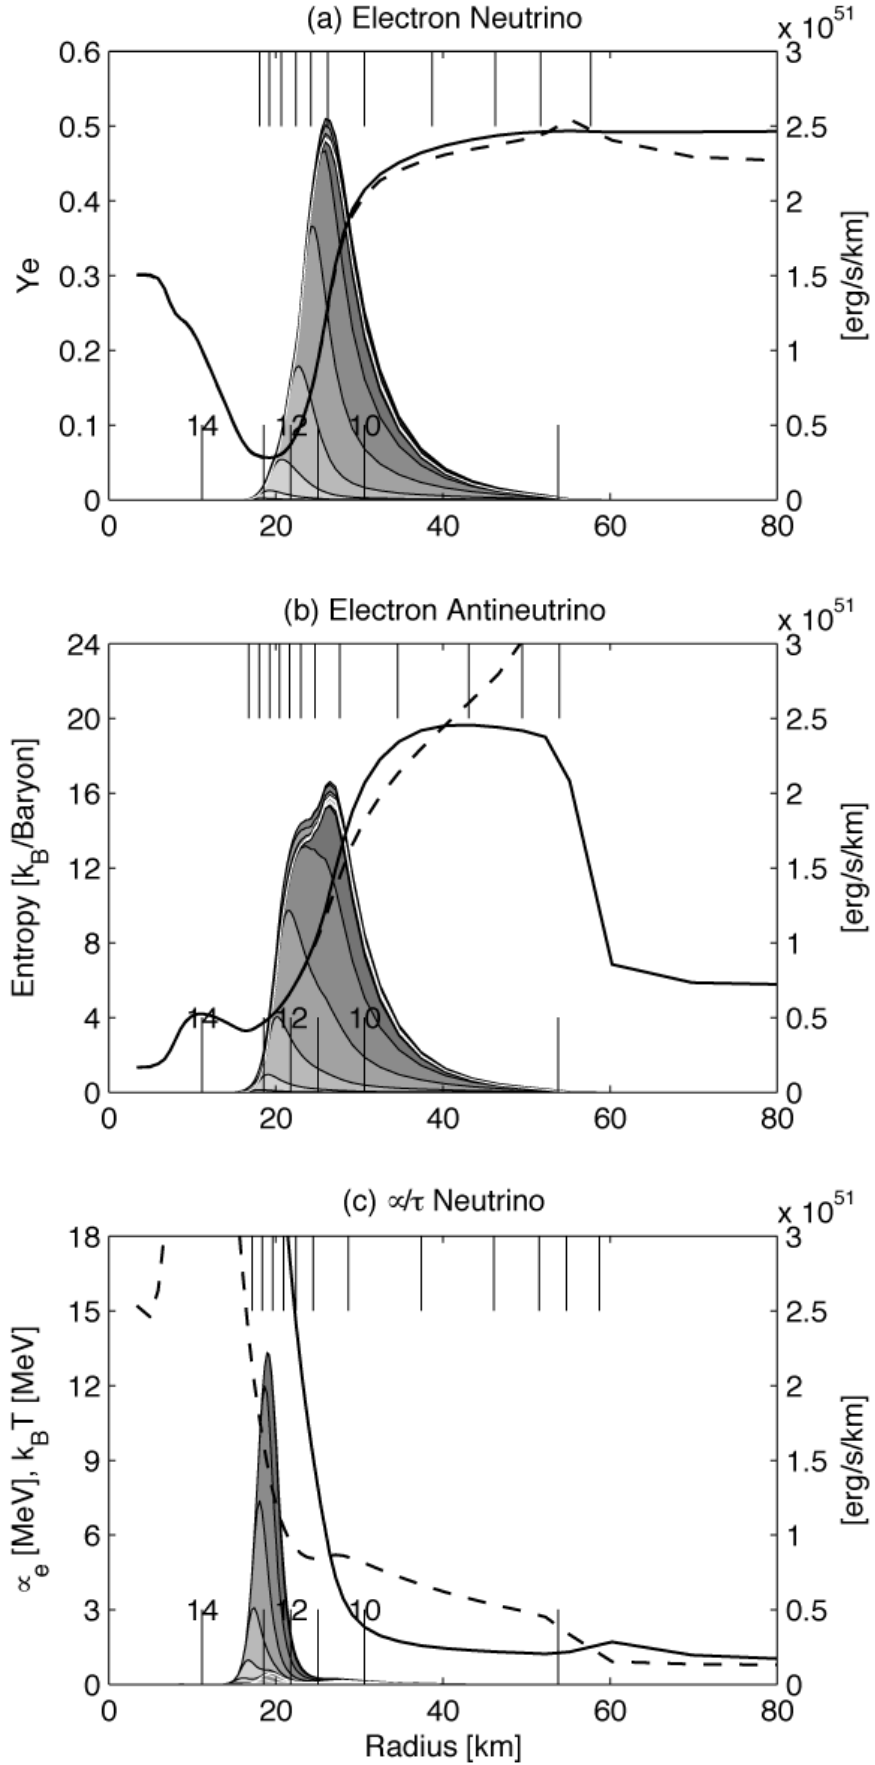 (a) Electron Neutrino
x 10^51
0.6
0.5
0.4
0.3
0.2
0.1
0
Ye
3
2.5
2
1.5
1
0.5
0
[erg/s/km]
14 12 10
0 20 40 60 80
(b) Electron Antineutrino
x 10^51
24
20
16
12
8
4
0
Entropy [k_B/Baryon]
3
2.5
2
1.5
1
0.5
0
[erg/s/km]
14 12 10
0 20 40 60 80
(c) ∝/τ Neutrino
x 10^51
18
15
12
9
6
3
0
∝_e [MeV], k_B T [MeV]
3
2.5
2
1.5
1
0.5
0
[erg/s/km]
14 12 10
0 20 40 60 80
Radius [km]